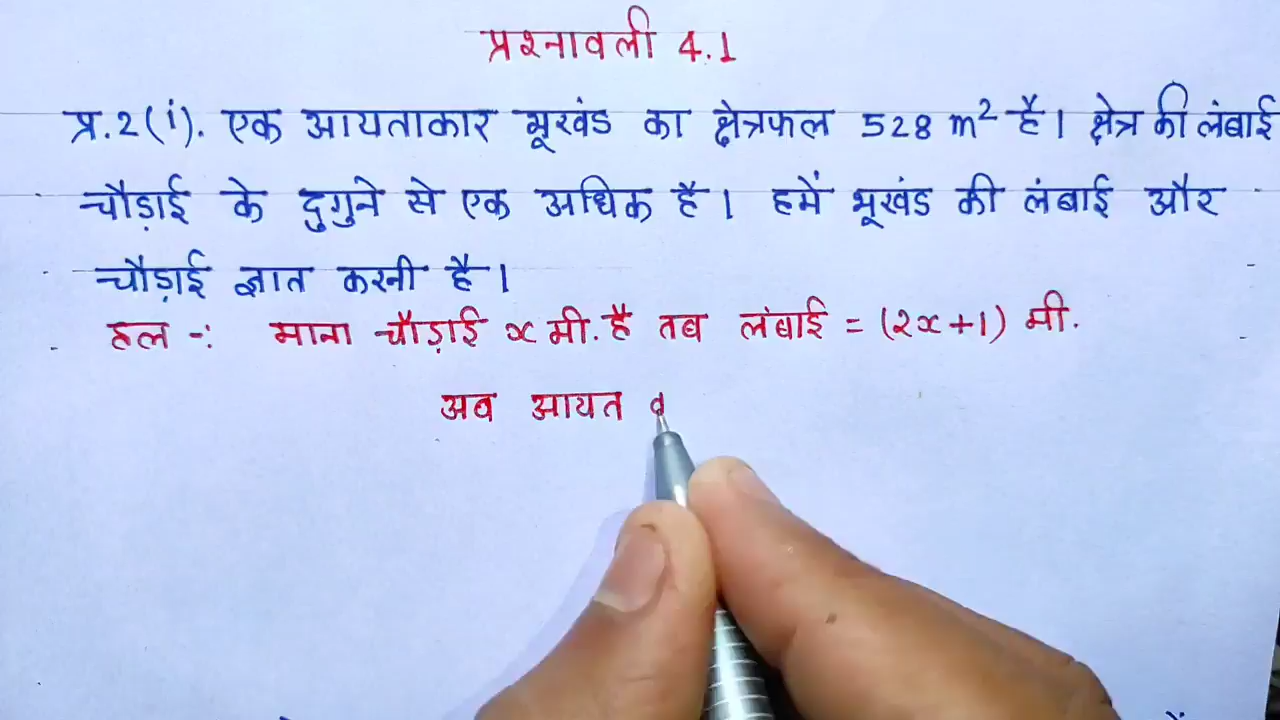 प्रश्नावली 4.1
प्र.2(i). एक आयताकार भूखंड का क्षेत्रफल 528 m² है। क्षेत्र की लंबाई
चौड़ाई के दुगुने से एक अधिक है। हमें भूखंड की लंबाई और
चौड़ाई ज्ञात करनी है।
हल -: माना चौड़ाई x मी. है तब लंबाई = (2x+1) मी.
अब आयत